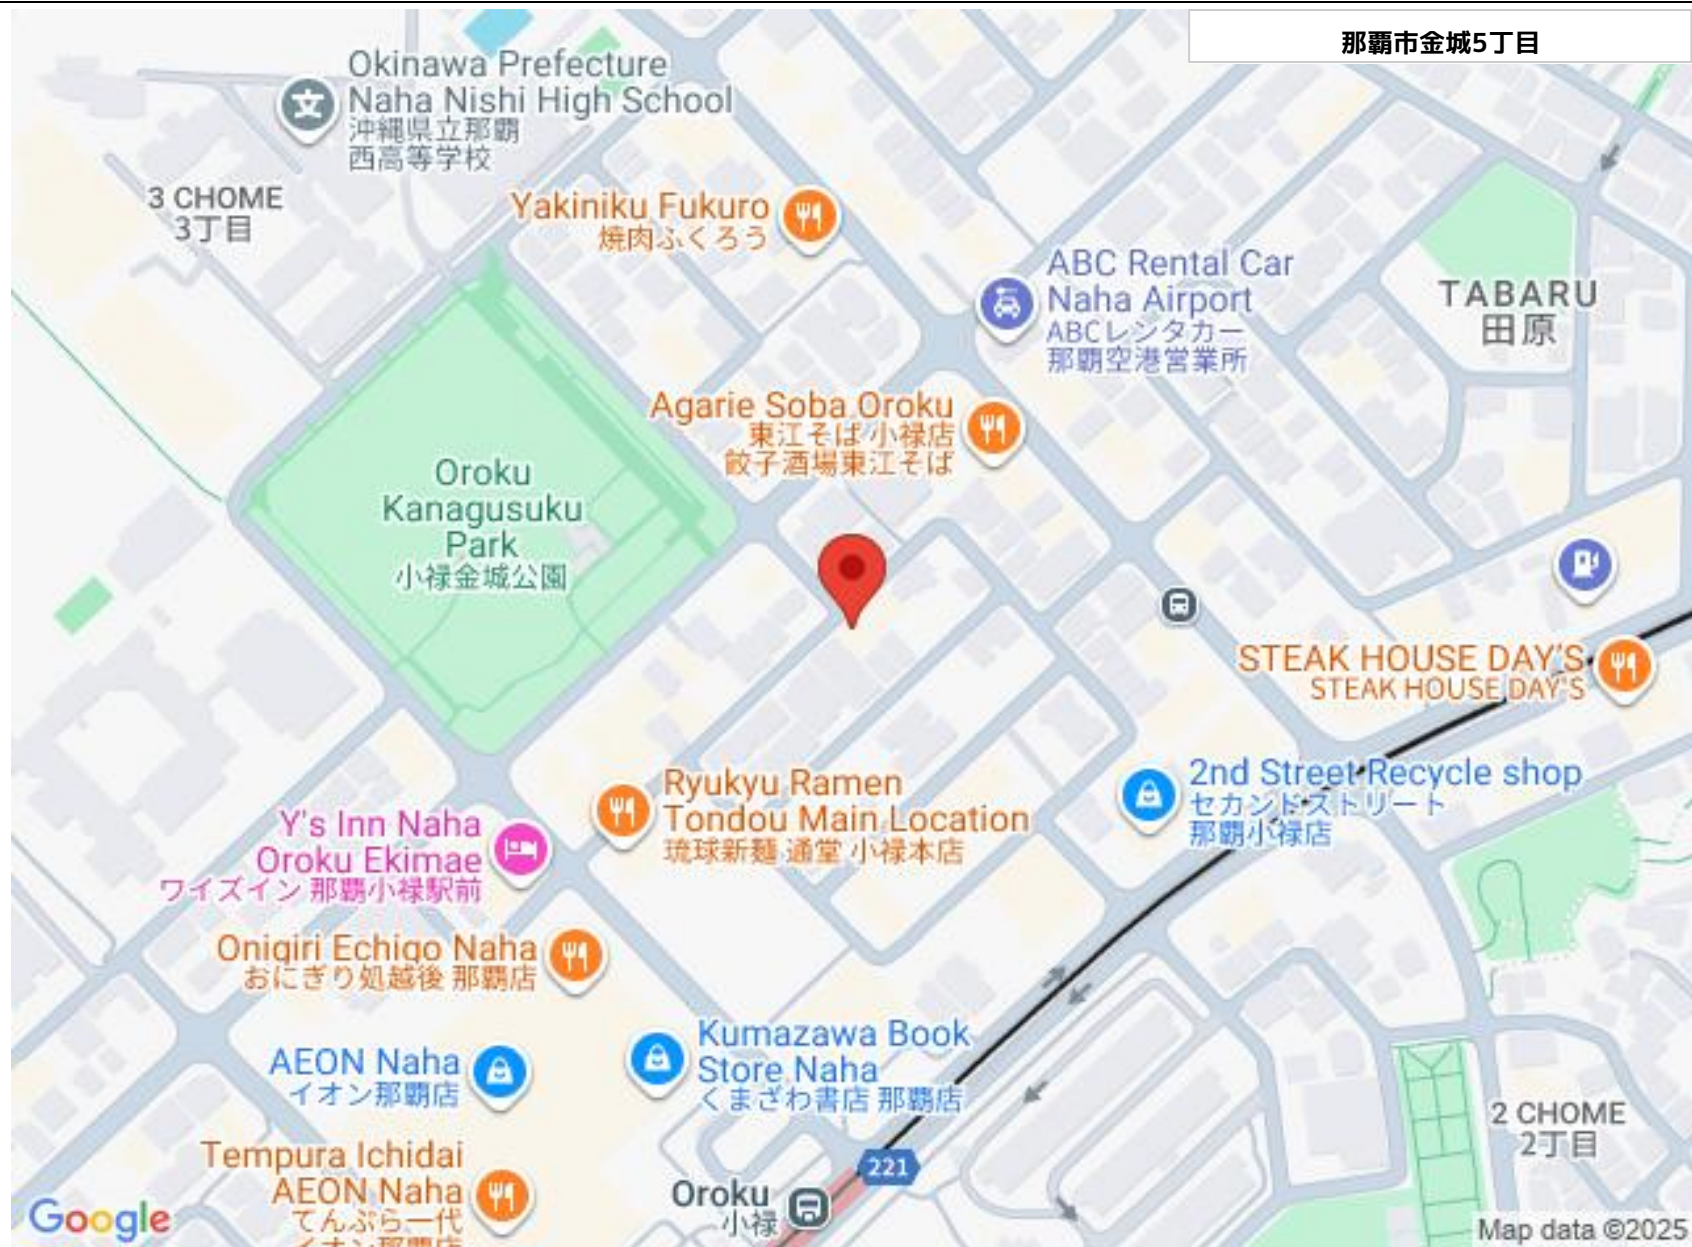 那覇市金城5丁目
Okinawa Prefecture
Naha Nishi High School
沖縄県立那覇
西高等学校
3 CHOME
3丁目
Yakiniku Fukuro
焼肉ふくろう
ABC Rental Car
Naha Airport
ABCレンタカー
那覇空港営業所
TABARU
田原
Agarie Soba Oroku
東江そば 小禄店
餃子酒場東江そば
Oroku
Kanagusuku
Park
小禄金城公園
STEAK HOUSE DAY'S
STEAK HOUSE DAY'S
2nd Street Recycle shop
セカンドストリート
那覇小禄店
Ryukyu Ramen
Tondou Main Location
琉球新麺 通堂 小禄本店
Y's Inn Naha
Oroku Ekimae
ワイズイン 那覇小禄駅前
Onigiri Echigo Naha
おにぎり処越後 那覇店
AEON Naha
イオン那覇店
Kumazawa Book
Store Naha
くまざわ書店 那覇店
2 CHOME
2丁目
Tempura Ichidai
AEON Naha
てんぷら一代
イオン那覇店
221
Oroku
小禄
Google
Map data ©2025